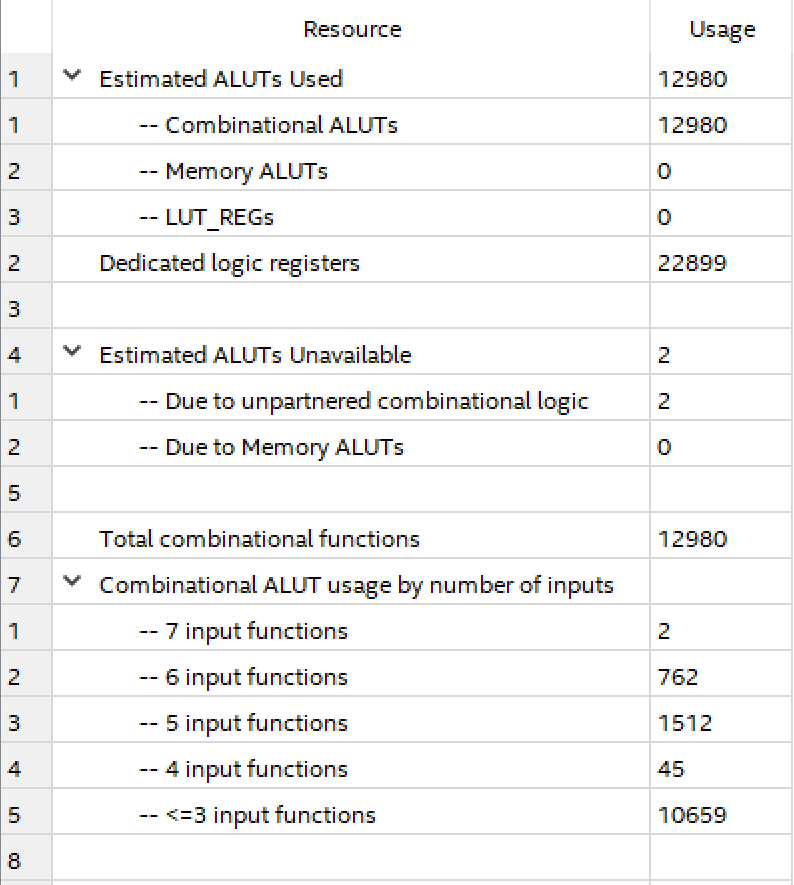 Resource Usage
1 Estimated ALUTs Used 12980
1 -- Combinational ALUTs 12980
2 -- Memory ALUTs 0
3 -- LUT_REGs 0
2 Dedicated logic registers 22899
3
4 Estimated ALUTs Unavailable 2
1 -- Due to unpartnered combinational logic 2
2 -- Due to Memory ALUTs 0
5
6 Total combinational functions 12980
7 Combinational ALUT usage by number of inputs
1 -- 7 input functions 2
2 -- 6 input functions 762
3 -- 5 input functions 1512
4 -- 4 input functions 45
5 -- <=3 input functions 10659
8